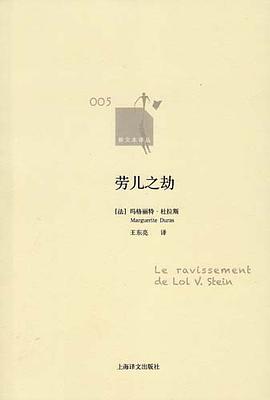 005
新文本译丛
劳儿之劫
[法] 玛格丽特·杜拉斯
Marguerite Duras
王东亮 译
Le ravissement
de Lol V. Stein
上海译文出版社